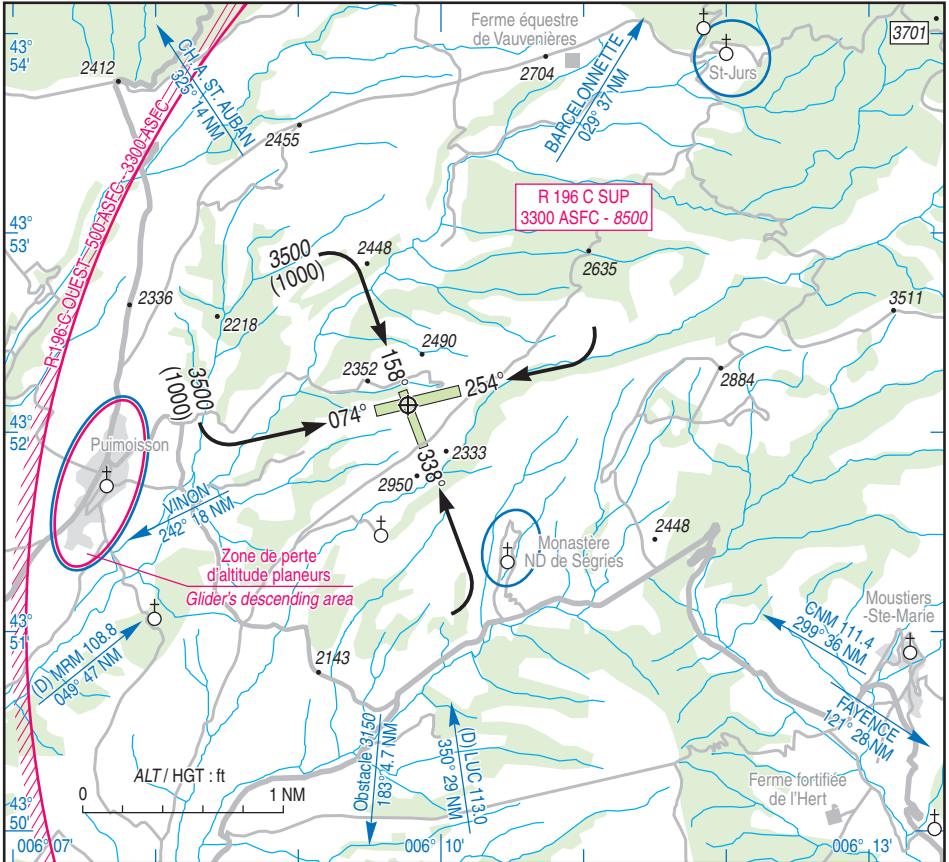 43°
54'
2412
CH A. ST. AUBAN
325° 14 NM
Ferme équestre
de Vauvenières
2704
BARCELONNETTE
029° 37 NM
St-Jurs
3701
2455
R 196 C OUEST - 500 ASFC - 3300 ASFC
R 196 C SUP
3300 ASFC - 8500
43°
53'
3500
(1000)
2448
2635
2336
2218
3511
2490
158°
2352
254°
2884
3500
(1000)
074°
43°
52'
Puimoisson
2333
338°
2950
VINON
242° 18 NM
2448
Monastère
ND de Ségries
Zone de perte
d'altitude planeurs
Glider's descending area
Moustiers
-Ste-Marie
43°
51'
CNM 111.4
299° 36 NM
(D) MRM 108.8
049° 47 NM
2143
FAYENCE
121° 28 NM
Obstacle 3150
183° 4.7 NM
(D) LUC 113.0
350° 29 NM
ALT / HGT : ft
0 1 NM
Ferme fortifiée
de l'Hert
43°
50'
006° 07'
006° 10'
006° 13'